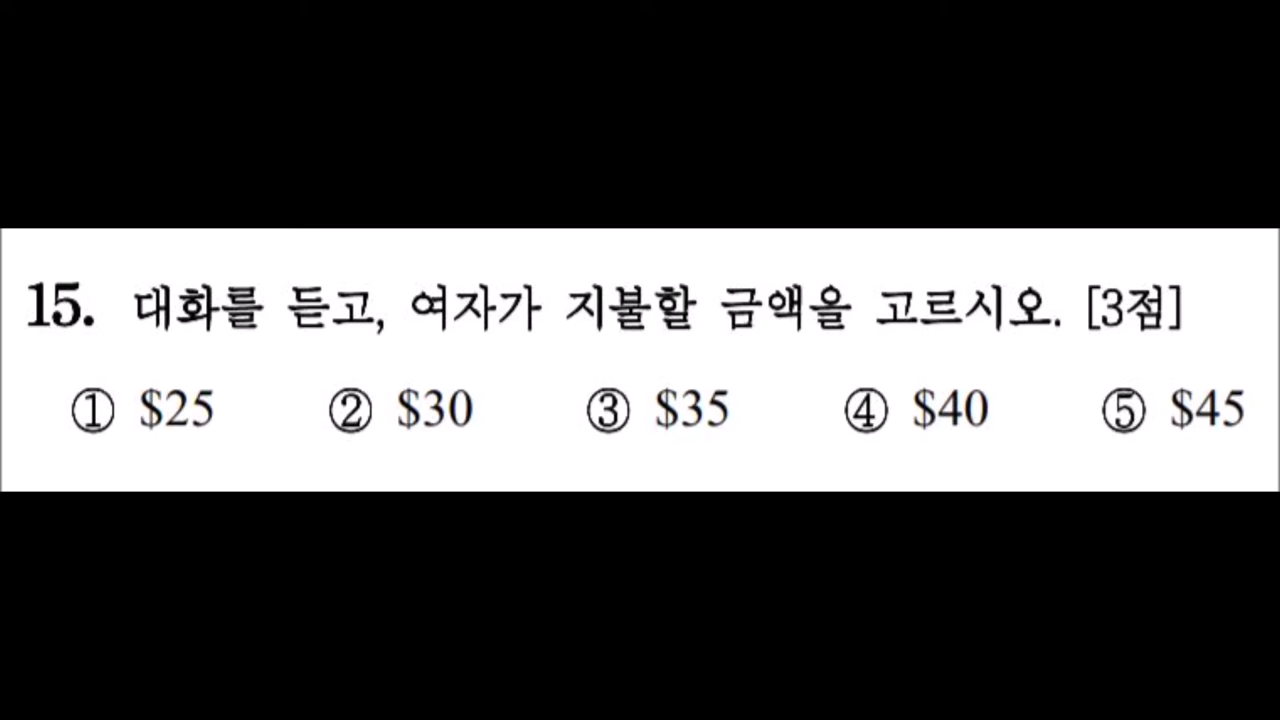 15. 대화를 듣고, 여자가 지불할 금액을 고르시오. [3점]
① $25 ② $30 ③ $35 ④ $40 ⑤ $45